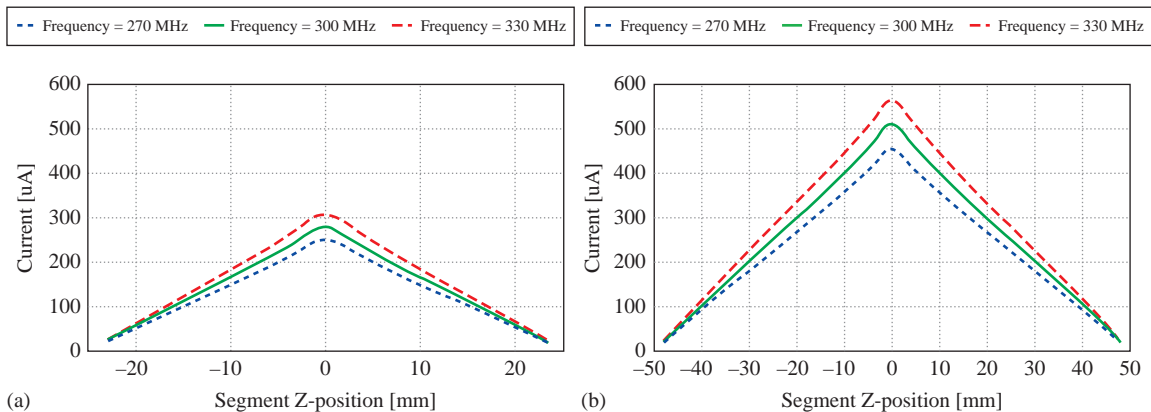 Frequency = 270 MHz Frequency = 300 MHz Frequency = 330 MHz
600
500
400
300
200
100
0
Current [uA]
–20 –10 0 10 20
Segment Z-position [mm]
(a)
Frequency = 270 MHz Frequency = 300 MHz Frequency = 330 MHz
600
500
400
300
200
100
0
Current [uA]
–50 –40 –30 –20 –10 0 10 20 30 40 50
Segment Z-position [mm]
(b)